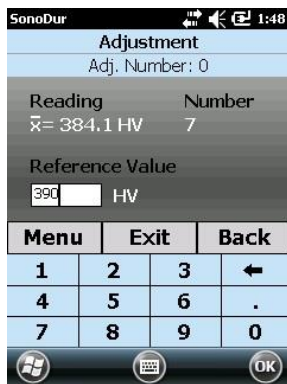 SonoDur 1:48
Adjustment
Adj. Number: 0
Reading Number
x̅= 384.1 HV 7
Reference Value
390 HV
Menu Exit Back
1 2 3
4 5 6 .
7 8 9 0
OK